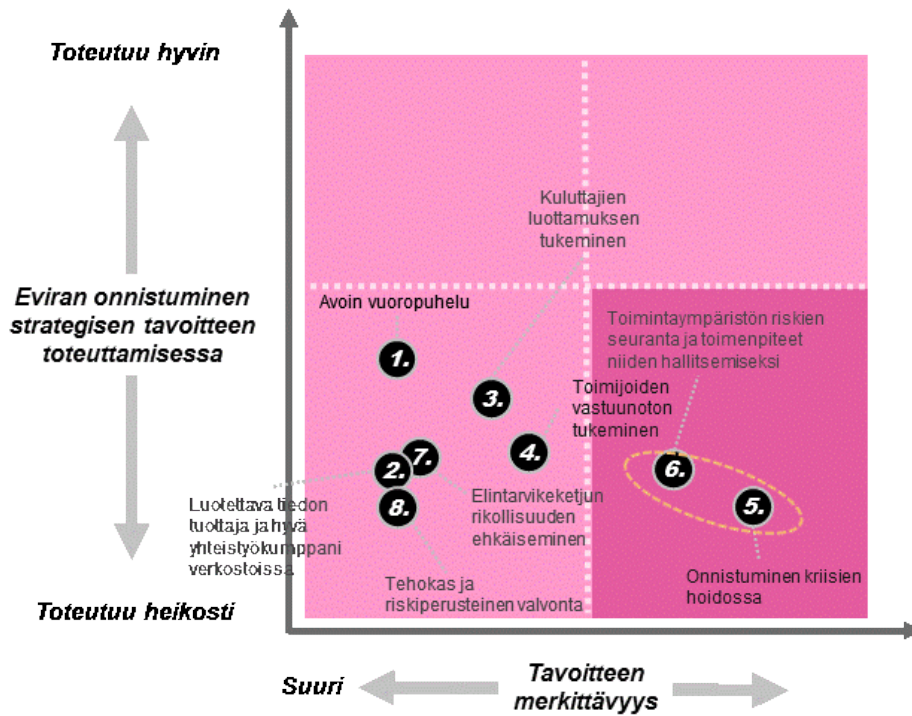 Toteutuu hyvin
Eviran onnistuminen
strategisen tavoitteen
toteuttamisessa
Toteutuu heikosti
Kuluttajien
luottamuksen
tukeminen
Avoin vuoropuhelu
1.
3.
Toimijoiden
vastuunoton
tukeminen
4.
Toimintaympäristön riskien
seuranta ja toimenpiteet
niiden hallitsemiseksi
2.
7.
8.
6.
5.
Luotettava tiedon
tuottaja ja hyvä
yhteistyökumppani
verkostoissa
Elintarvikeketjun
rikollisuuden
ehkäiseminen
Tehokas ja
riskiperusteinen valvonta
Onnistuminen kriisien
hoidossa
Suuri
Tavoitteen
merkittävyys